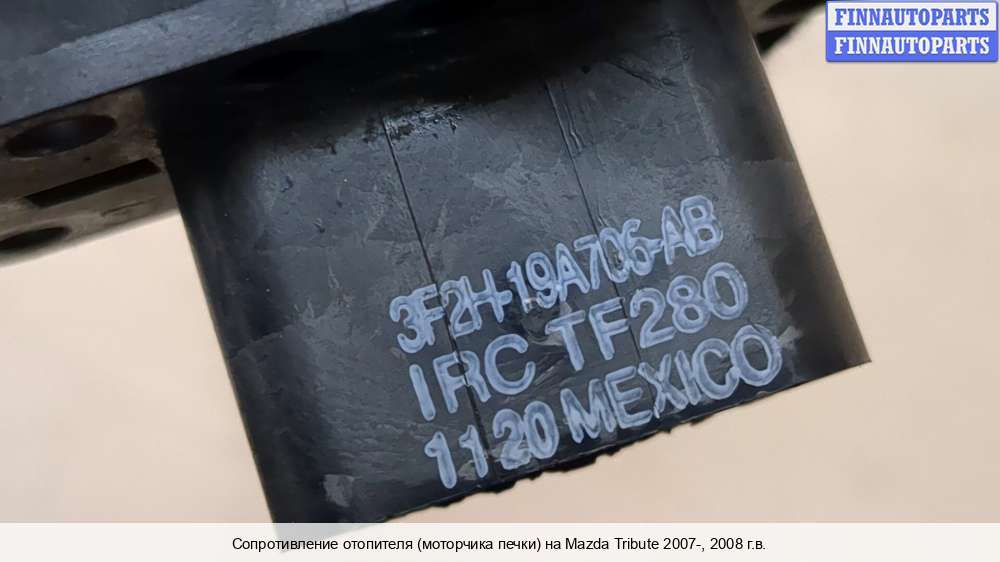 FINNAUTOPARTS
FINNAUTOPARTS
3F2H-19A706-AB
IRC TF280
1120 MEXICO
Сопротивление отопителя (моторчика печки) на Mazda Tribute 2007-, 2008 г.в.